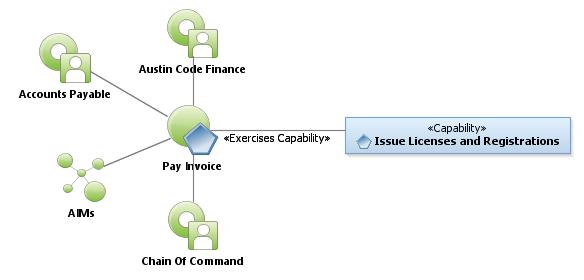 Austin Code Finance
Accounts Payable
«Exercises Capability»
«Capability»
Issue Licenses and Registrations
Pay Invoice
AIMs
Chain Of Command